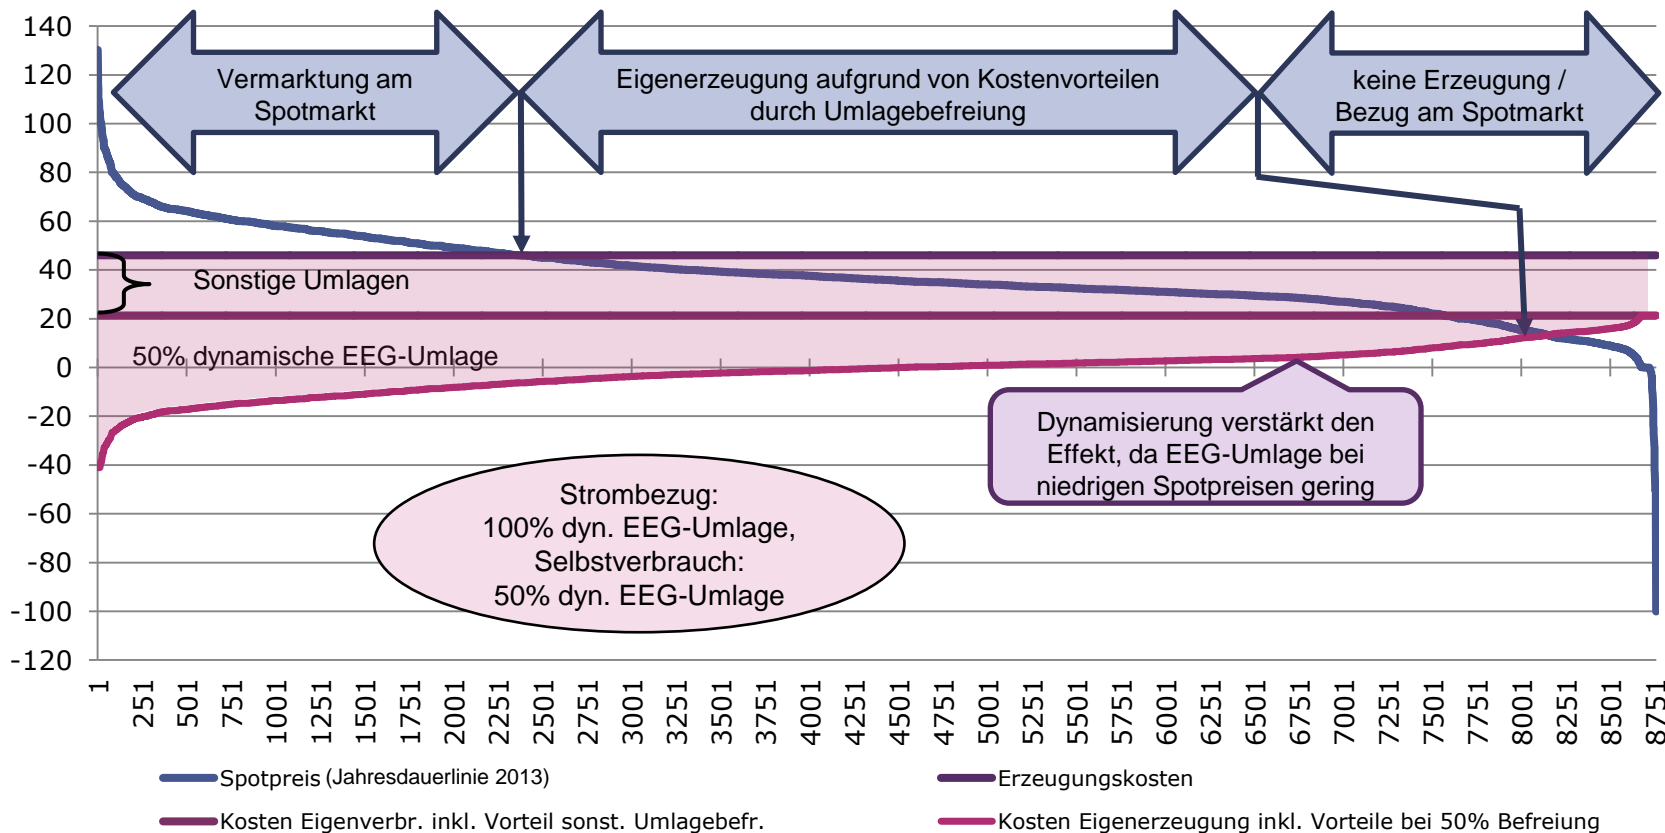 140
120
100
80
60
40
20
0
-20
-40
-60
-80
-100
-120
Vermarktung am
Spotmarkt
Eigenerzeugung aufgrund von Kostenvorteilen
durch Umlagebefreiung
keine Erzeugung /
Bezug am Spotmarkt
Sonstige Umlagen
50% dynamische EEG-Umlage
Dynamisierung verstärkt den
Effekt, da EEG-Umlage bei
niedrigen Spotpreisen gering
Strombezug:
100% dyn. EEG-Umlage,
Selbstverbrauch:
50% dyn. EEG-Umlage
1
251
501
751
1001
1251
1501
1751
2001
2251
2501
2751
3001
3251
3501
3751
4001
4251
4501
4751
5001
5251
5501
5751
6001
6251
6501
6751
7001
7251
7501
7751
8001
8251
8501
8751
Spotpreis (Jahresdauerlinie 2013)
Erzeugungskosten
Kosten Eigenverbr. inkl. Vorteil sonst. Umlagebefr.
Kosten Eigenerzeugung inkl. Vorteile bei 50% Befreiung